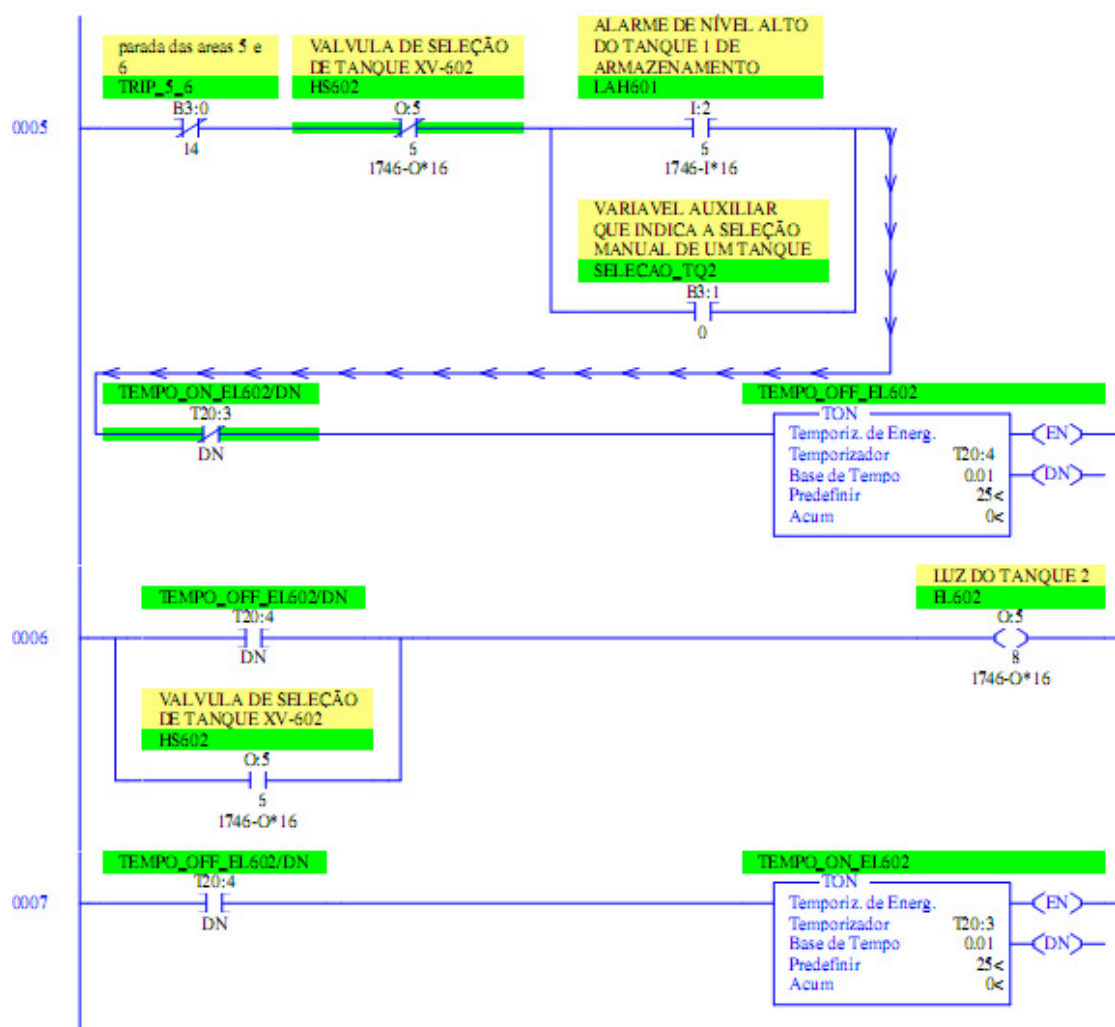 parada das areas 5 e
6
TRIP_5_6
B3:0
14
VALVULA DE SELEÇÃO
DE TANQUE XV-602
HS602
O:5
5
1746-O*16
ALARME DE NÍVEL ALTO
DO TANQUE 1 DE
ARMAZENAMENTO
LAH601
I:2
5
1746-I*16
0005
VARIAVEL AUXILIAR
QUE INDICA A SELEÇÃO
MANUAL DE UM TANQUE
SELECAO_TQ2
B3:1
0
TEMPO_ON_EL602/DN
T20:3
DN
TEMPO_OFF_EL602
TON
Temporiz. de Energ.
Temporizador T20:4
Base de Tempo 0.01
Predefinir 25<
Acum 0<
EN
DN
0006
TEMPO_OFF_EL602/DN
T20:4
DN
LUZ DO TANQUE 2
EL602
O:5
8
1746-O*16
VALVULA DE SELEÇÃO
DE TANQUE XV-602
HS602
O:5
5
1746-O*16
0007
TEMPO_OFF_EL602/DN
T20:4
DN
TEMPO_ON_EL602
TON
Temporiz. de Energ.
Temporizador T20:3
Base de Tempo 0.01
Predefinir 25<
Acum 0<
EN
DN